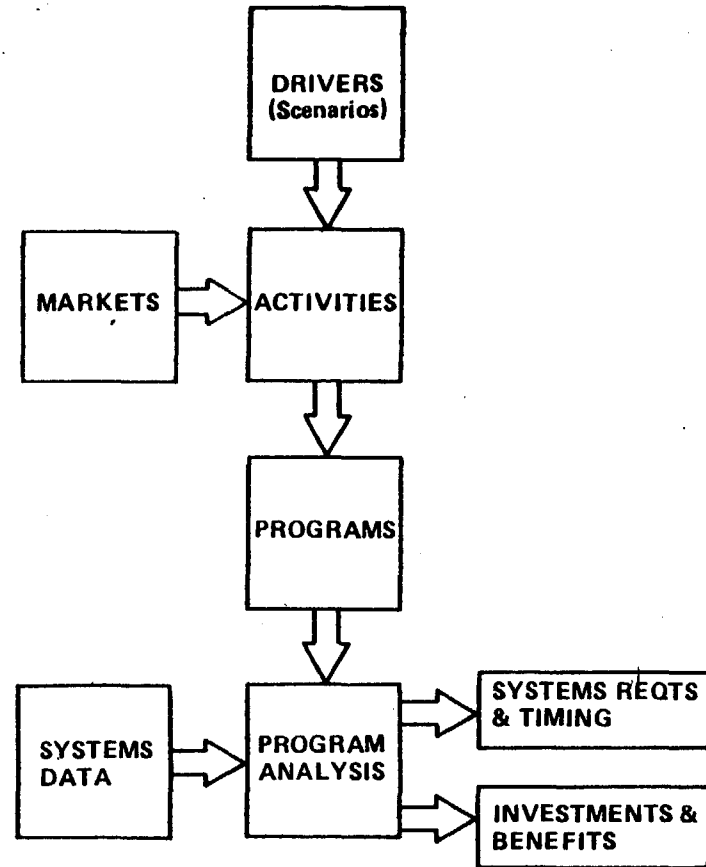 DRIVERS
(Scenarios)
MARKETS
ACTIVITIES
PROGRAMS
SYSTEMS DATA
PROGRAM ANALYSIS
SYSTEMS REQTS
& TIMING
INVESTMENTS &
BENEFITS